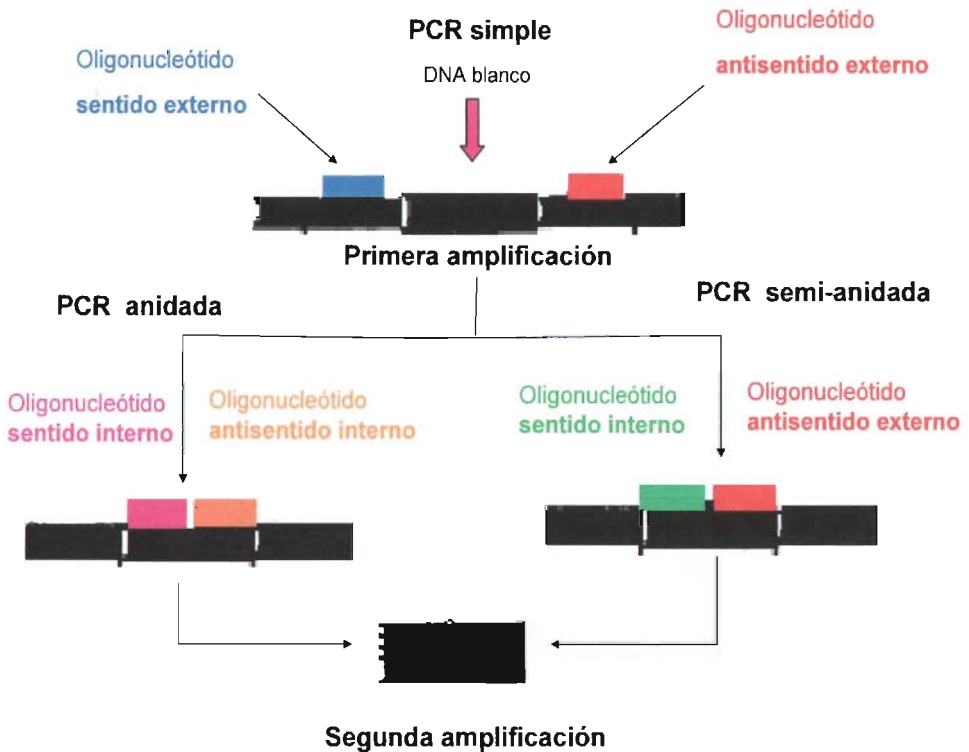 PCR simple
Oligonucleótido
sentido externo
DNA blanco
Oligonucleótido
antisentido externo
Primera amplificación
PCR anidada
PCR semi-anidada
Oligonucleótido
sentido interno
Oligonucleótido
antisentido interno
Oligonucleótido
sentido interno
Oligonucleótido
antisentido externo
Segunda amplificación